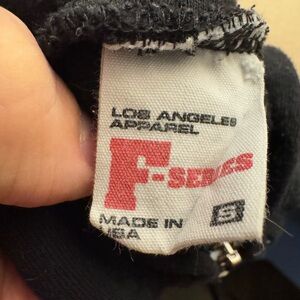 LOS ANGELES
APPAREL
F-SERIES
MADE IN
USA
S